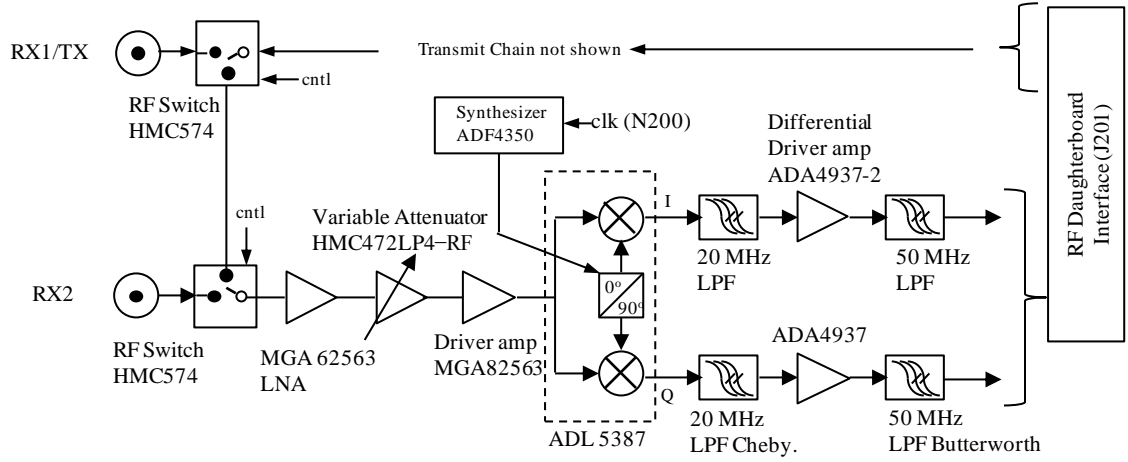 RX1/TX
Transmit Chain not shown
cntl
RF Switch
HMC574
Synthesizer
ADF4350
clk (N200)
Differential
Driver amp
ADA4937-2
RF Daughterboard
Interface (J201)
cntl
Variable Attenuator
HMC472LP4-RF
I
20 MHz
LPF
50 MHz
LPF
RX2
0°
90°
RF Switch
HMC574
MGA 62563
LNA
Driver amp
MGA82563
ADA4937
Q
20 MHz
LPF Cheby.
50 MHz
LPF Butterworth
ADL 5387